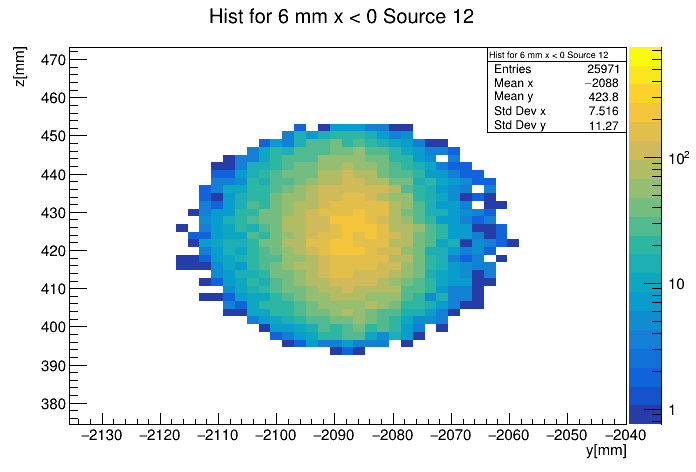 Hist for 6 mm x < 0 Source 12
z[mm]
Hist for 6 mm x < 0 Source 12
Entries 25971
Mean x −2088
Mean y 423.8
Std Dev x 7.516
Std Dev y 11.27
470
460
450
440
430
420
410
400
390
380
10²
10
1
−2130 −2120 −2110 −2100 −2090 −2080 −2070 −2060 −2050 −2040
y[mm]